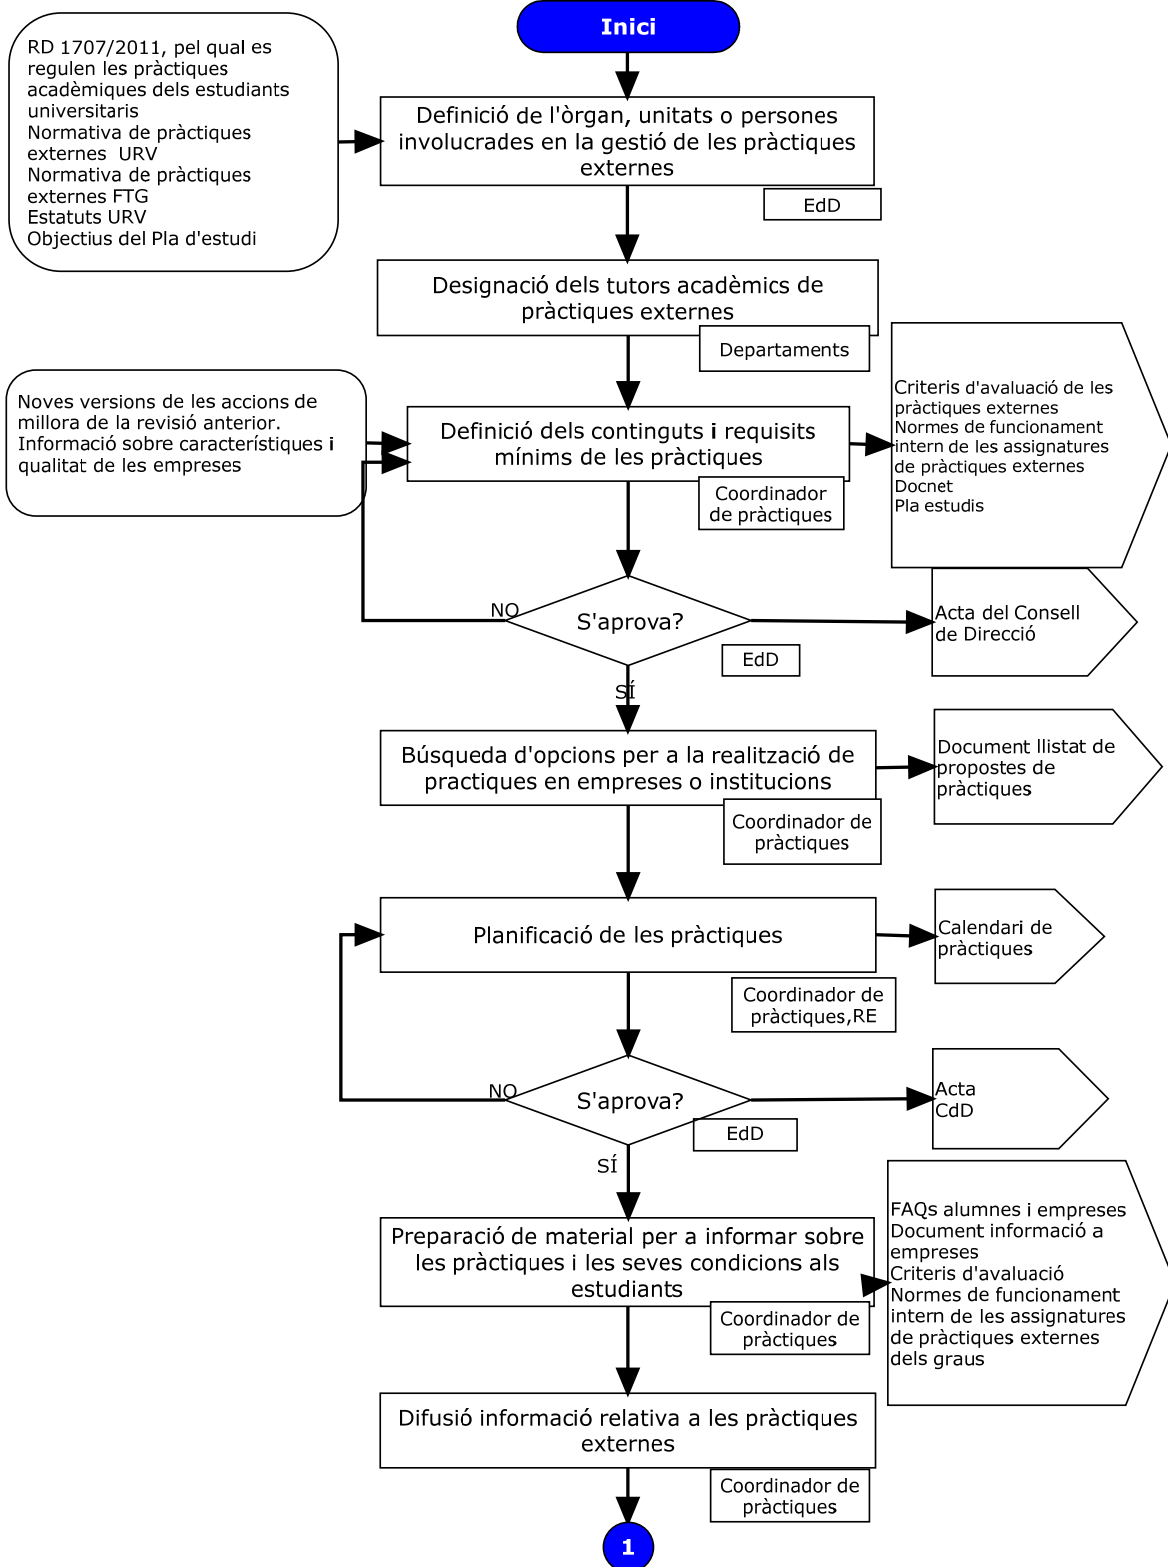 Inici
RD 1707/2011, pel qual es
regulen les pràctiques
acadèmiques dels estudiants
universitaris
Normativa de pràctiques
externes URV
Normativa de pràctiques
externes FTG
Estatuts URV
Objectius del Pla d'estudi
Definició de l'òrgan, unitats o persones
involucrades en la gestió de les pràctiques
externes
EdD
Designació dels tutors acadèmics de
pràctiques externes
Departaments
Noves versions de les accions de
millora de la revisió anterior.
Informació sobre característiques i
qualitat de les empreses
Definició dels continguts i requisits
mínims de les pràctiques
Coordinador
de pràctiques
Criteris d'avaluació de les
pràctiques externes
Normes de funcionament
intern de les assignatures
de pràctiques externes
Docnet
Pla estudis
NO
S'aprova?
EdD
SÍ
Acta del Consell
de Direcció
Búsqueda d'opcions per a la realització de
practiques en empreses o institucions
Coordinador de
pràctiques
Document llistat de
propostes de
pràctiques
Planificació de les pràctiques
Coordinador de
pràctiques,RE
Calendari de
pràctiques
NO
S'aprova?
EdD
SÍ
Acta
CdD
Preparació de material per a informar sobre
les pràctiques i les seves condicions als
estudiants
Coordinador de
pràctiques
FAQs alumnes i empreses
Document informació a
empreses
Criteris d'avaluació
Normes de funcionament
intern de les assignatures
de pràctiques externes
dels graus
Difusió informació relativa a les pràctiques
externes
Coordinador de
pràctiques
1